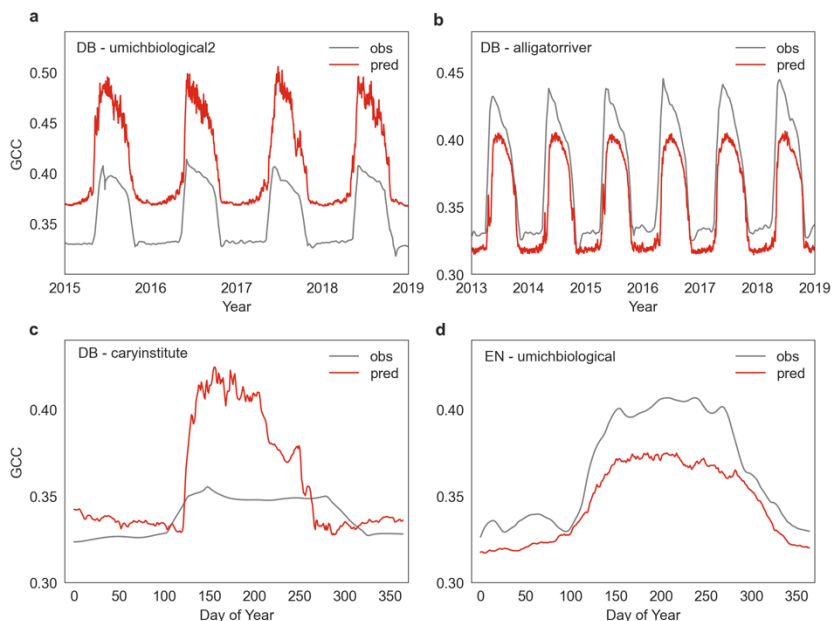 a
DB - umichbiological2
obs
pred
0.50
0.45
0.40
0.35
GCC
2015 2016 2017 2018 2019
Year
b
DB - alligatorriver
obs
pred
0.45
0.40
0.35
0.30
2013 2014 2015 2016 2017 2018 2019
Year
c
DB - caryinstitute
obs
pred
0.40
0.35
0.30
GCC
0 50 100 150 200 250 300 350
Day of Year
d
EN - umichbiological
obs
pred
0.40
0.35
0.30
0 50 100 150 200 250 300 350
Day of Year